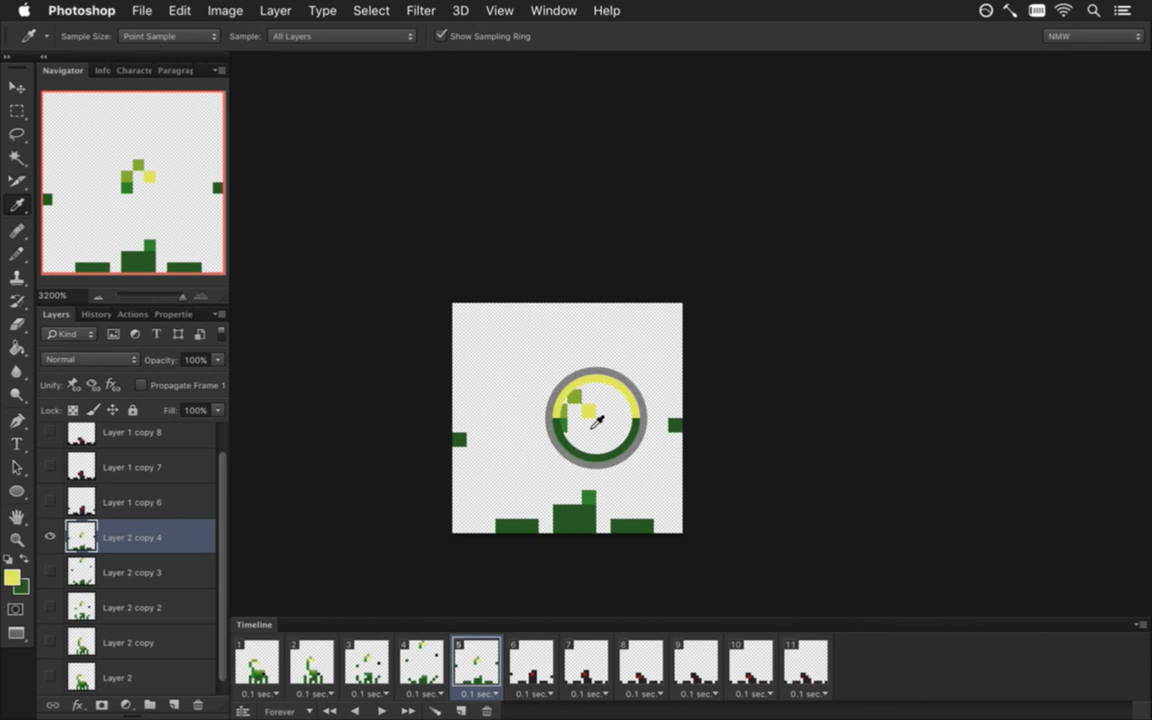 Photoshop File Edit Image Layer Type Select Filter 3D View Window Help
Sample Size: Point Sample Sample: All Layers Show Sampling Ring NMW
Navigator Info Characte Paragrap
3200%
Layers History Actions Propertie
Kind
Normal Opacity: 100%
Unify: Propagate Frame 1
Lock: Fill: 100%
Layer 1 copy 8
Layer 1 copy 7
Layer 1 copy 6
Layer 2 copy 4
Layer 2 copy 3
Layer 2 copy 2
Layer 2 copy
Layer 2
Timeline
1 2 3 4 5 6 7 8 9 10 11
0.1 sec. 0.1 sec. 0.1 sec. 0.1 sec. 0.1 sec. 0.1 sec. 0.1 sec. 0.1 sec. 0.1 sec. 0.1 sec. 0.1 sec.
Forever